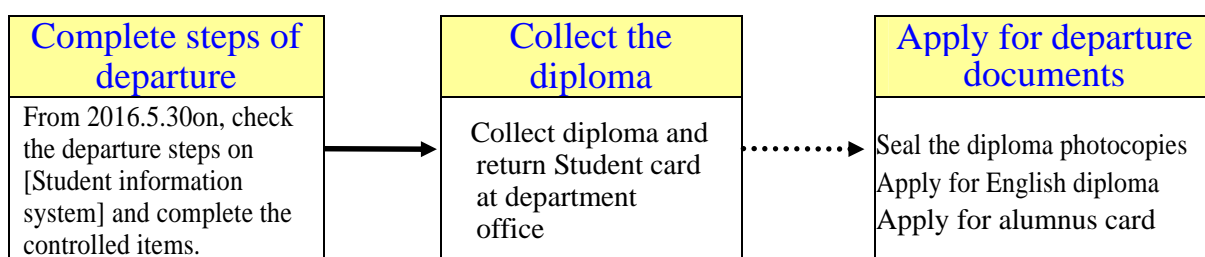 Complete steps of
departure
From 2016.5.30on, check
the departure steps on
[Student information
system] and complete the
controlled items.
Collect the
diploma
Collect diploma and
return Student card
at department
office
Apply for departure
documents
Seal the diploma photocopies
Apply for English diploma
Apply for alumnus card